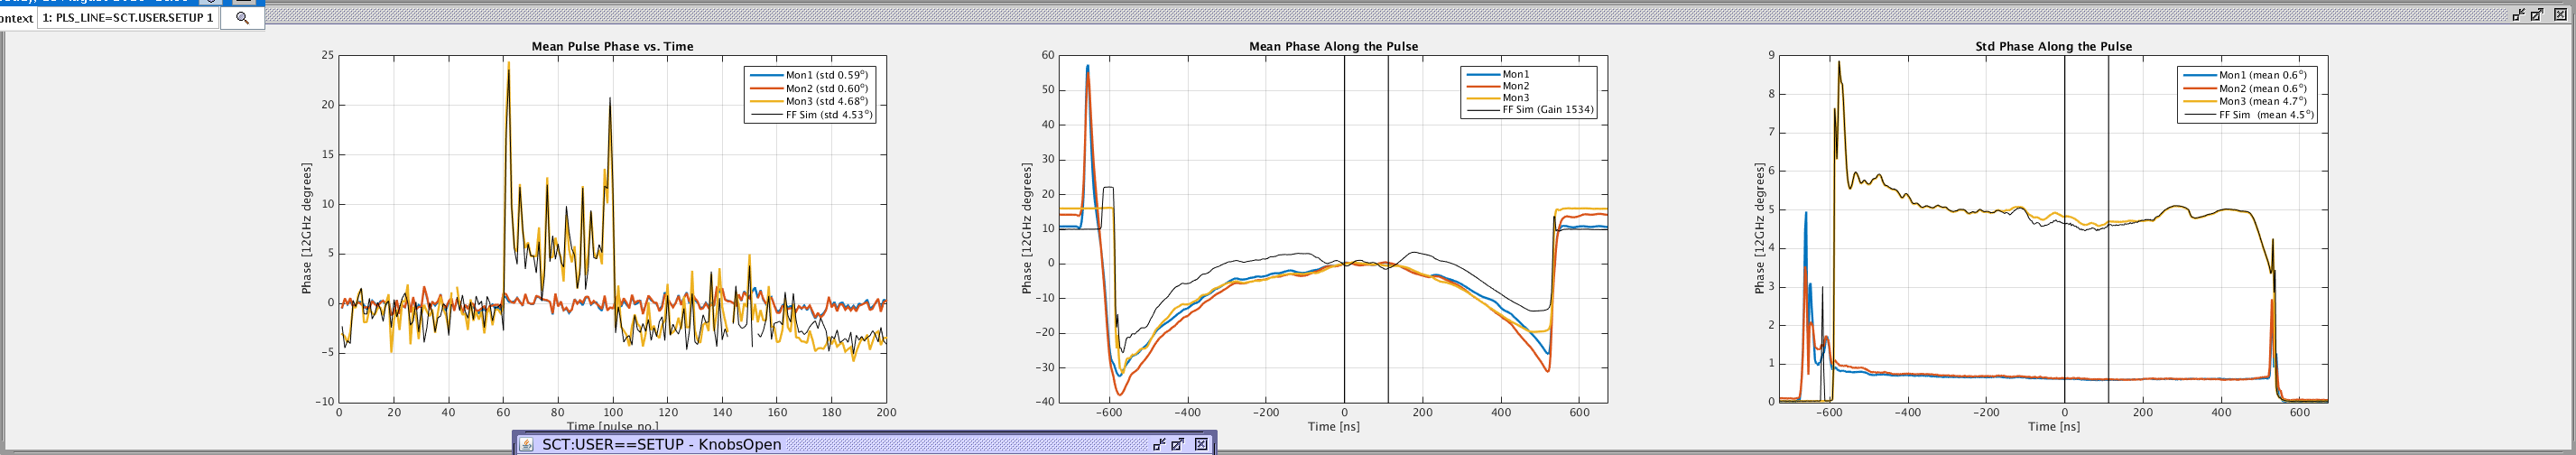 ontext 1: PLS_LINE=SCT.USER.SETUP 1
Mean Pulse Phase vs. Time
25
20
15
10
5
0
−5
−10
Phase [12GHz degrees]
Mon1 (std 0.59°)
Mon2 (std 0.60°)
Mon3 (std 4.68°)
FF Sim (std 4.53°)
0 20 40 60 80 100 120 140 160 180 200
Time [pulse no.]
Mean Phase Along the Pulse
60
50
40
30
20
10
0
−10
−20
−30
−40
Phase [12GHz degrees]
Mon1
Mon2
Mon3
FF Sim (Gain 1534)
−600 −400 −200 0 200 400 600
Time [ns]
Std Phase Along the Pulse
9
8
7
6
5
4
3
2
1
0
Phase [12GHz degrees]
Mon1 (mean 0.6°)
Mon2 (mean 0.6°)
Mon3 (mean 4.7°)
FF Sim (mean 4.5°)
−600 −400 −200 0 200 400 600
Time [ns]
SCT:USER==SETUP - KnobsOpen